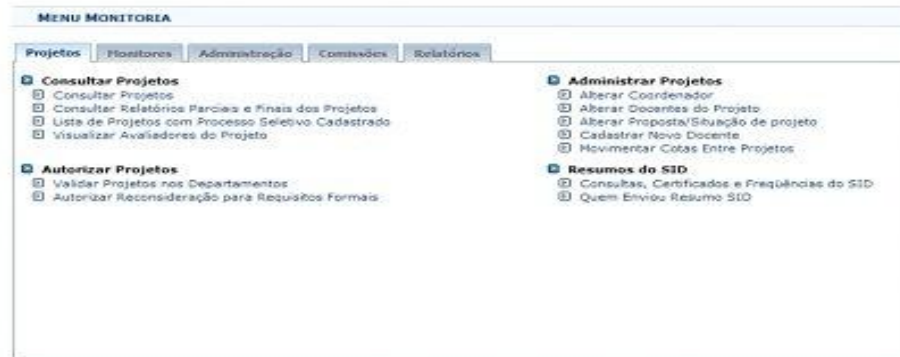 MENU MONITORIA
Projetos Monitores Administração Comissões Relatórios
Consultar Projetos
Consultar Projetos
Consultar Relatórios Parciais e Finais dos Projetos
Lista de Projetos com Processo Seletivo Cadastrado
Visualizar Avaliadores do Projeto
Autorizar Projetos
Validar Projetos nos Departamentos
Autorizar Reconsideração para Requisitos Formais
Administrar Projetos
Alterar Coordenador
Alterar Docentes do Projeto
Alterar Proposta/Situação de projeto
Cadastrar Novo Docente
Movimentar Cotas Entre Projetos
Resumos do SID
Consultas, Certificados e Freqüências do SID
Quem Enviou Resumo SID